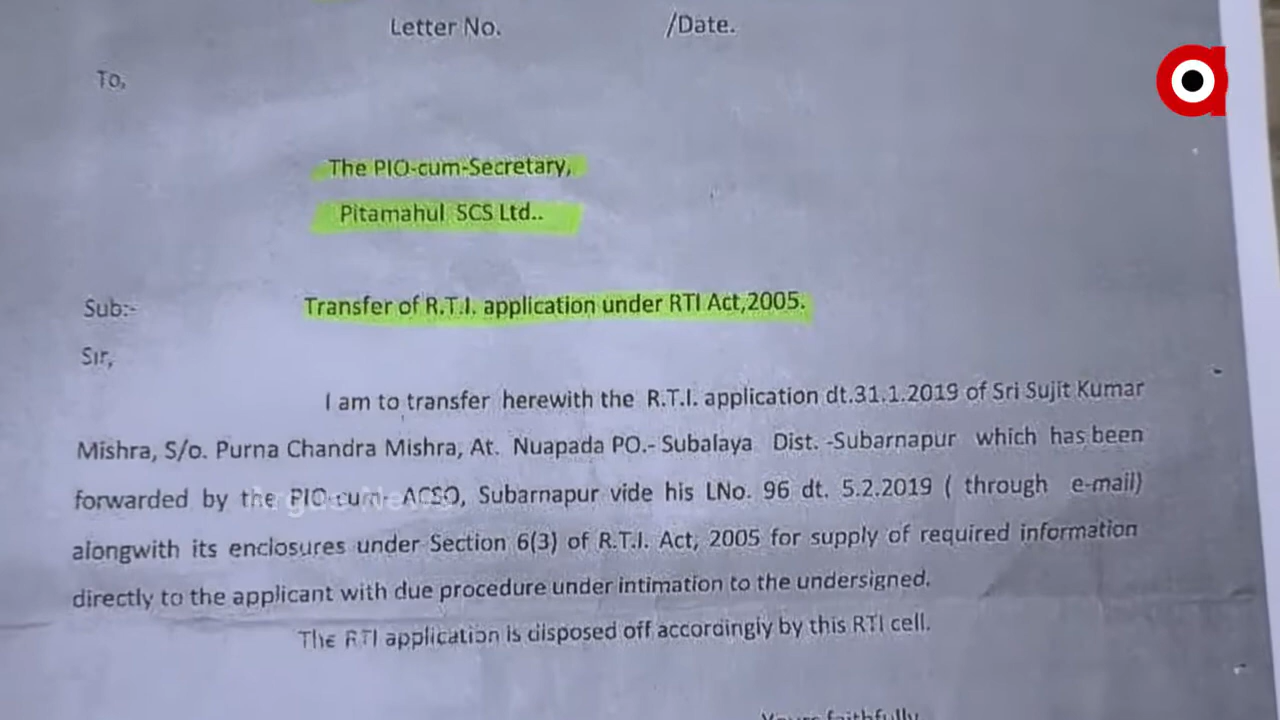 Letter No. /Date.
To,
The PIO-cum-Secretary,
Pitamahul SCS Ltd..
Sub:- Transfer of R.T.I. application under RTI Act,2005.
Sir,
I am to transfer herewith the R.T.I. application dt.31.1.2019 of Sri Sujit Kumar
Mishra, S/o. Purna Chandra Mishra, At. Nuapada PO.- Subalaya Dist. -Subarnapur which has been
forwarded by the PIO-cum- ACSO, Subarnapur vide his LNo. 96 dt. 5.2.2019 ( through e-mail)
alongwith its enclosures under Section 6(3) of R.T.I. Act, 2005 for supply of required information
directly to the applicant with due procedure under intimation to the undersigned.
The RTI application is disposed off accordingly by this RTI cell.
Yours faithfully
Argus News